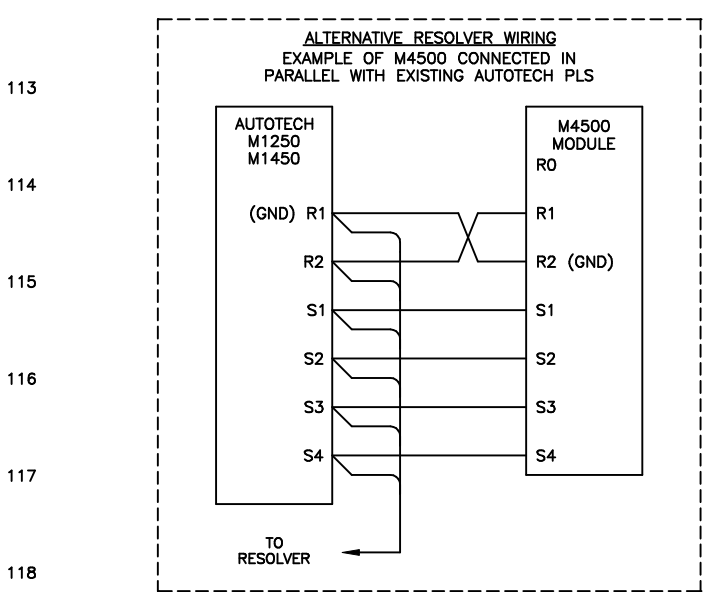 ALTERNATIVE RESOLVER WIRING
EXAMPLE OF M4500 CONNECTED IN
PARALLEL WITH EXISTING AUTOTECH PLS
113
AUTOTECH
M1250
M1450
M4500
MODULE
R0
114
(GND) R1
R1
R2
R2 (GND)
115
S1
S1
S2
S2
116
S3
S3
S4
S4
117
TO
RESOLVER
118